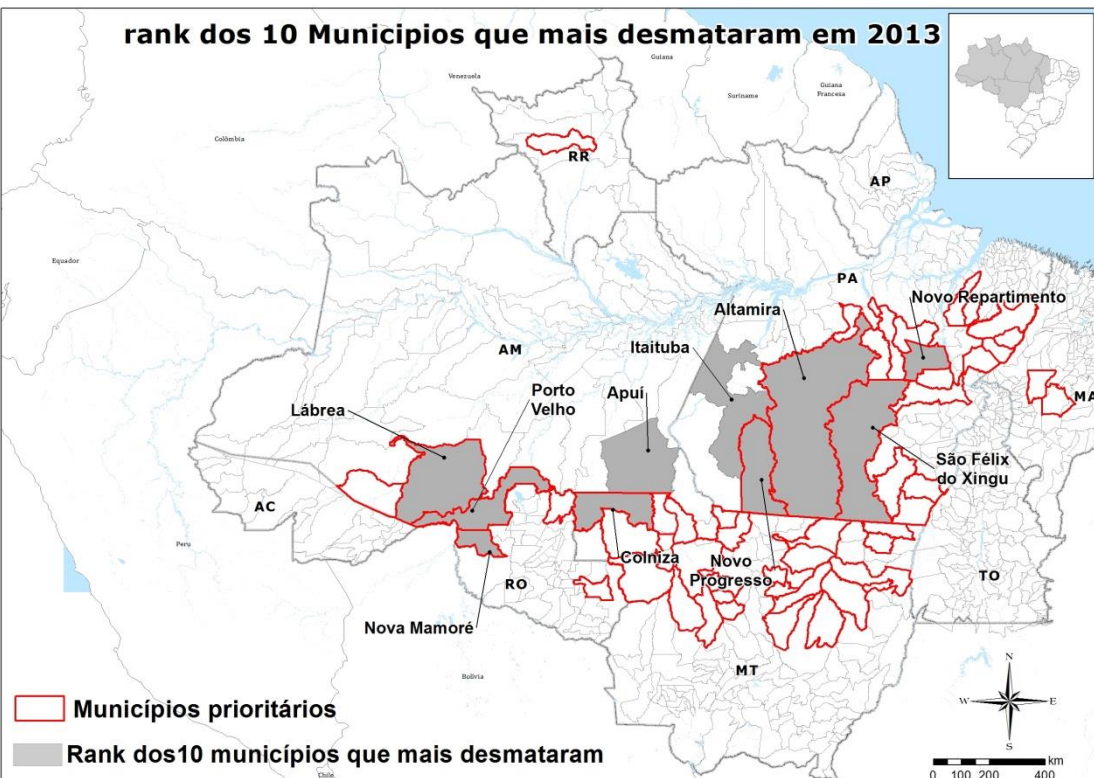 rank dos 10 Municipios que mais desmataram em 2013
Guiana
Venezuela
Suriname
Guiana
Francesa
Colômbia
RR
AP
Equador
PA
Novo Repartimento
Altamira
AM
Itaituba
Porto
Velho
Apuí
Lábrea
MA
São Félix
do Xingu
AC
Peru
Colniza
Novo
Progresso
RO
TO
Nova Mamoré
MT
Bolívia
N
W
E
S
Municípios prioritários
Rank dos10 municípios que mais desmataram
Chile
km
0 100 200 400